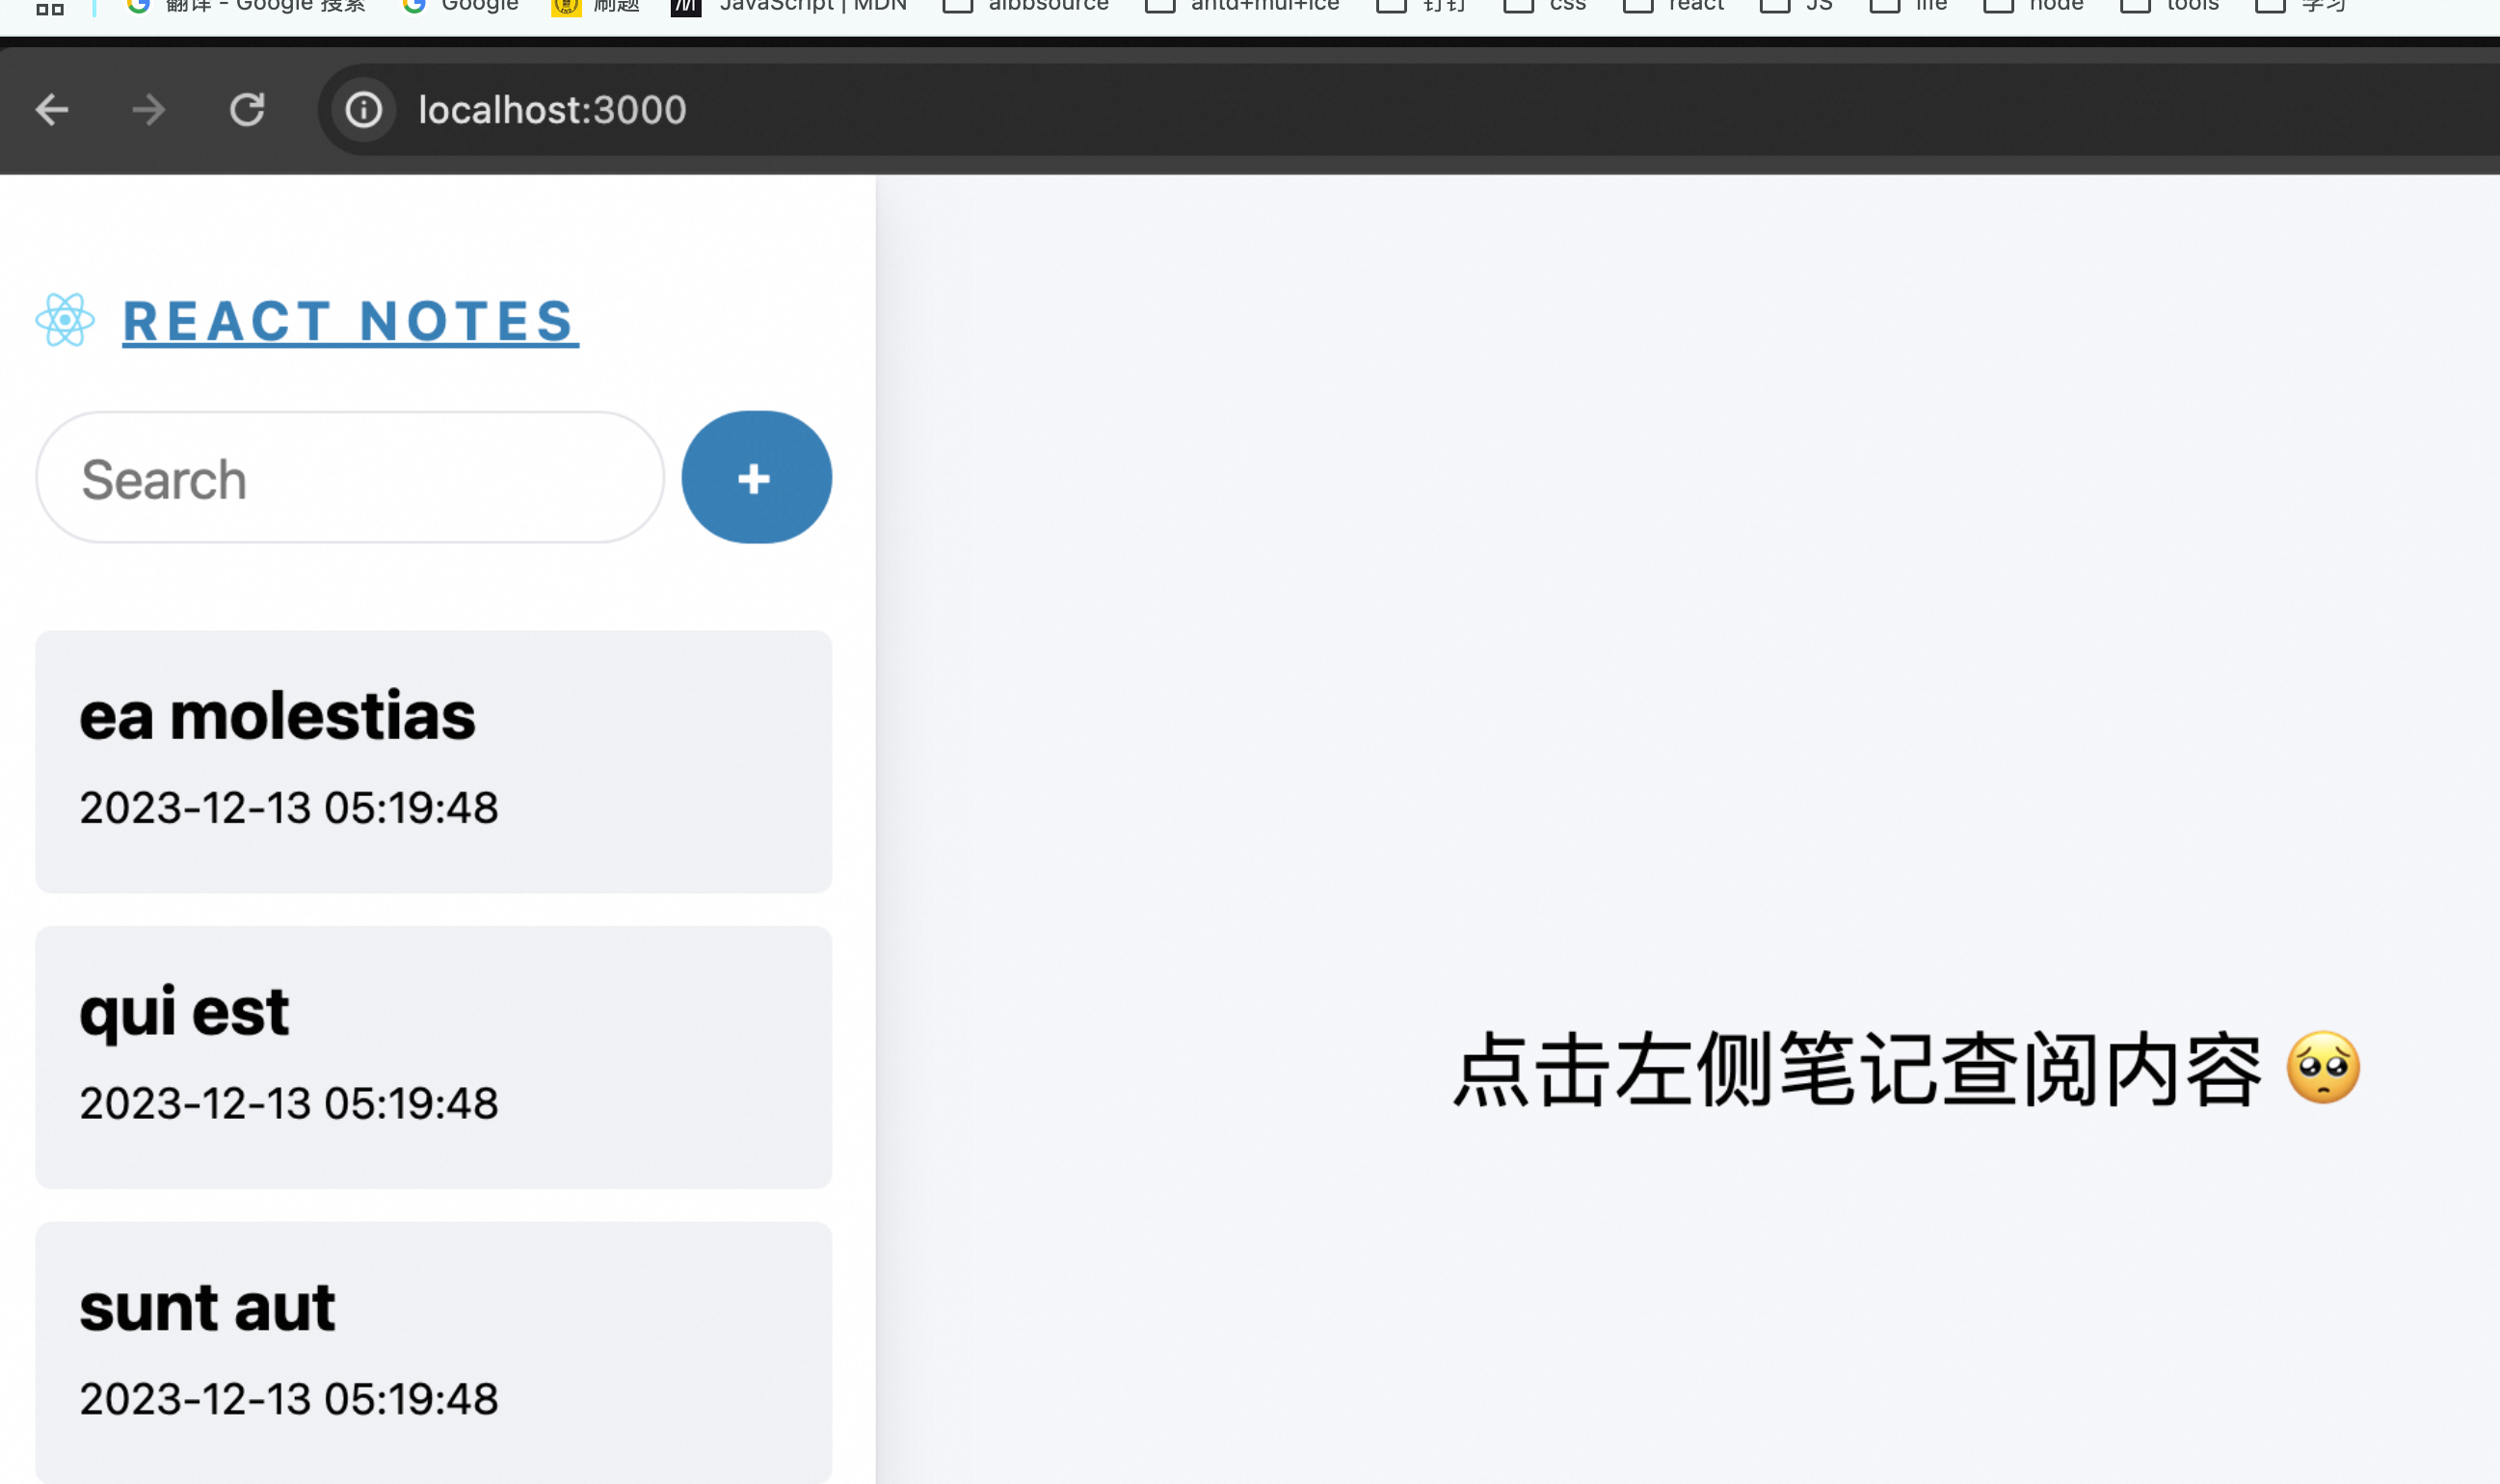 翻译 - Google 搜索 Google 刷题 JavaScript | MDN albbsource antd+mui+ice 钉钉 css react JS life node tools 学习
localhost:3000
REACT NOTES
Search +
ea molestias
2023-12-13 05:19:48
qui est
2023-12-13 05:19:48
点击左侧笔记查阅内容 🥺
sunt aut
2023-12-13 05:19:48